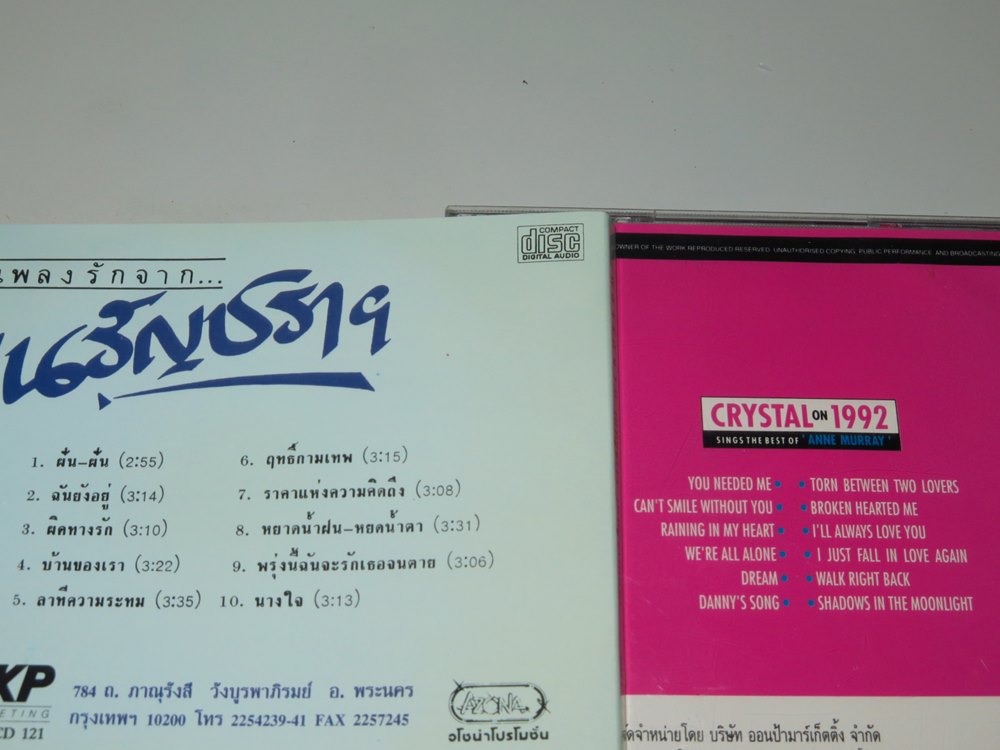 เพลงรักจาก...
COMPACT
disc
DIGITAL AUDIO
1. ผั่น-ผั่น (2:55)
2. ฉันยังอยู่ (3:14)
3. ผิดทางรัก (3:10)
4. บ้านของเรา (3:22)
5. ลาทีความระทม (3:35)
6. ฤทธิ์กามเทพ (3:15)
7. ราคาแห่งความคิดถึง (3:08)
8. หยาดน้ำฝน-หยดน้ำตา (3:31)
9. พรุ่งนี้ฉันจะรักเธอจนตาย (3:06)
10. นางใจ (3:13)
KP
ETING
CD 121
784 ถ. ภาณุรังสี วังบูรพาภิรมย์ อ. พระนคร
กรุงเทพฯ 10200 โทร 2254239-41 FAX 2257245
AZONA
อโซน่าโปรโมชั่น
OWNER OF THE WORK REPRODUCED RESERVED. UNAUTHORISED COPYING, PUBLIC PERFORMANCE AND BROADCASTING
CRYSTAL ON 1992
SINGS THE BEST OF 'ANNE MURRAY'
YOU NEEDED ME • • TORN BETWEEN TWO LOVERS
CAN'T SMILE WITHOUT YOU • • BROKEN HEARTED ME
RAINING IN MY HEART • • I'LL ALWAYS LOVE YOU
WE'RE ALL ALONE • • I JUST FALL IN LOVE AGAIN
DREAM • • WALK RIGHT BACK
DANNY'S SONG • • SHADOWS IN THE MOONLIGHT
จัดจำหน่ายโดย บริษัท ออนป้ามาร์เก็ตติ้ง จำกัด